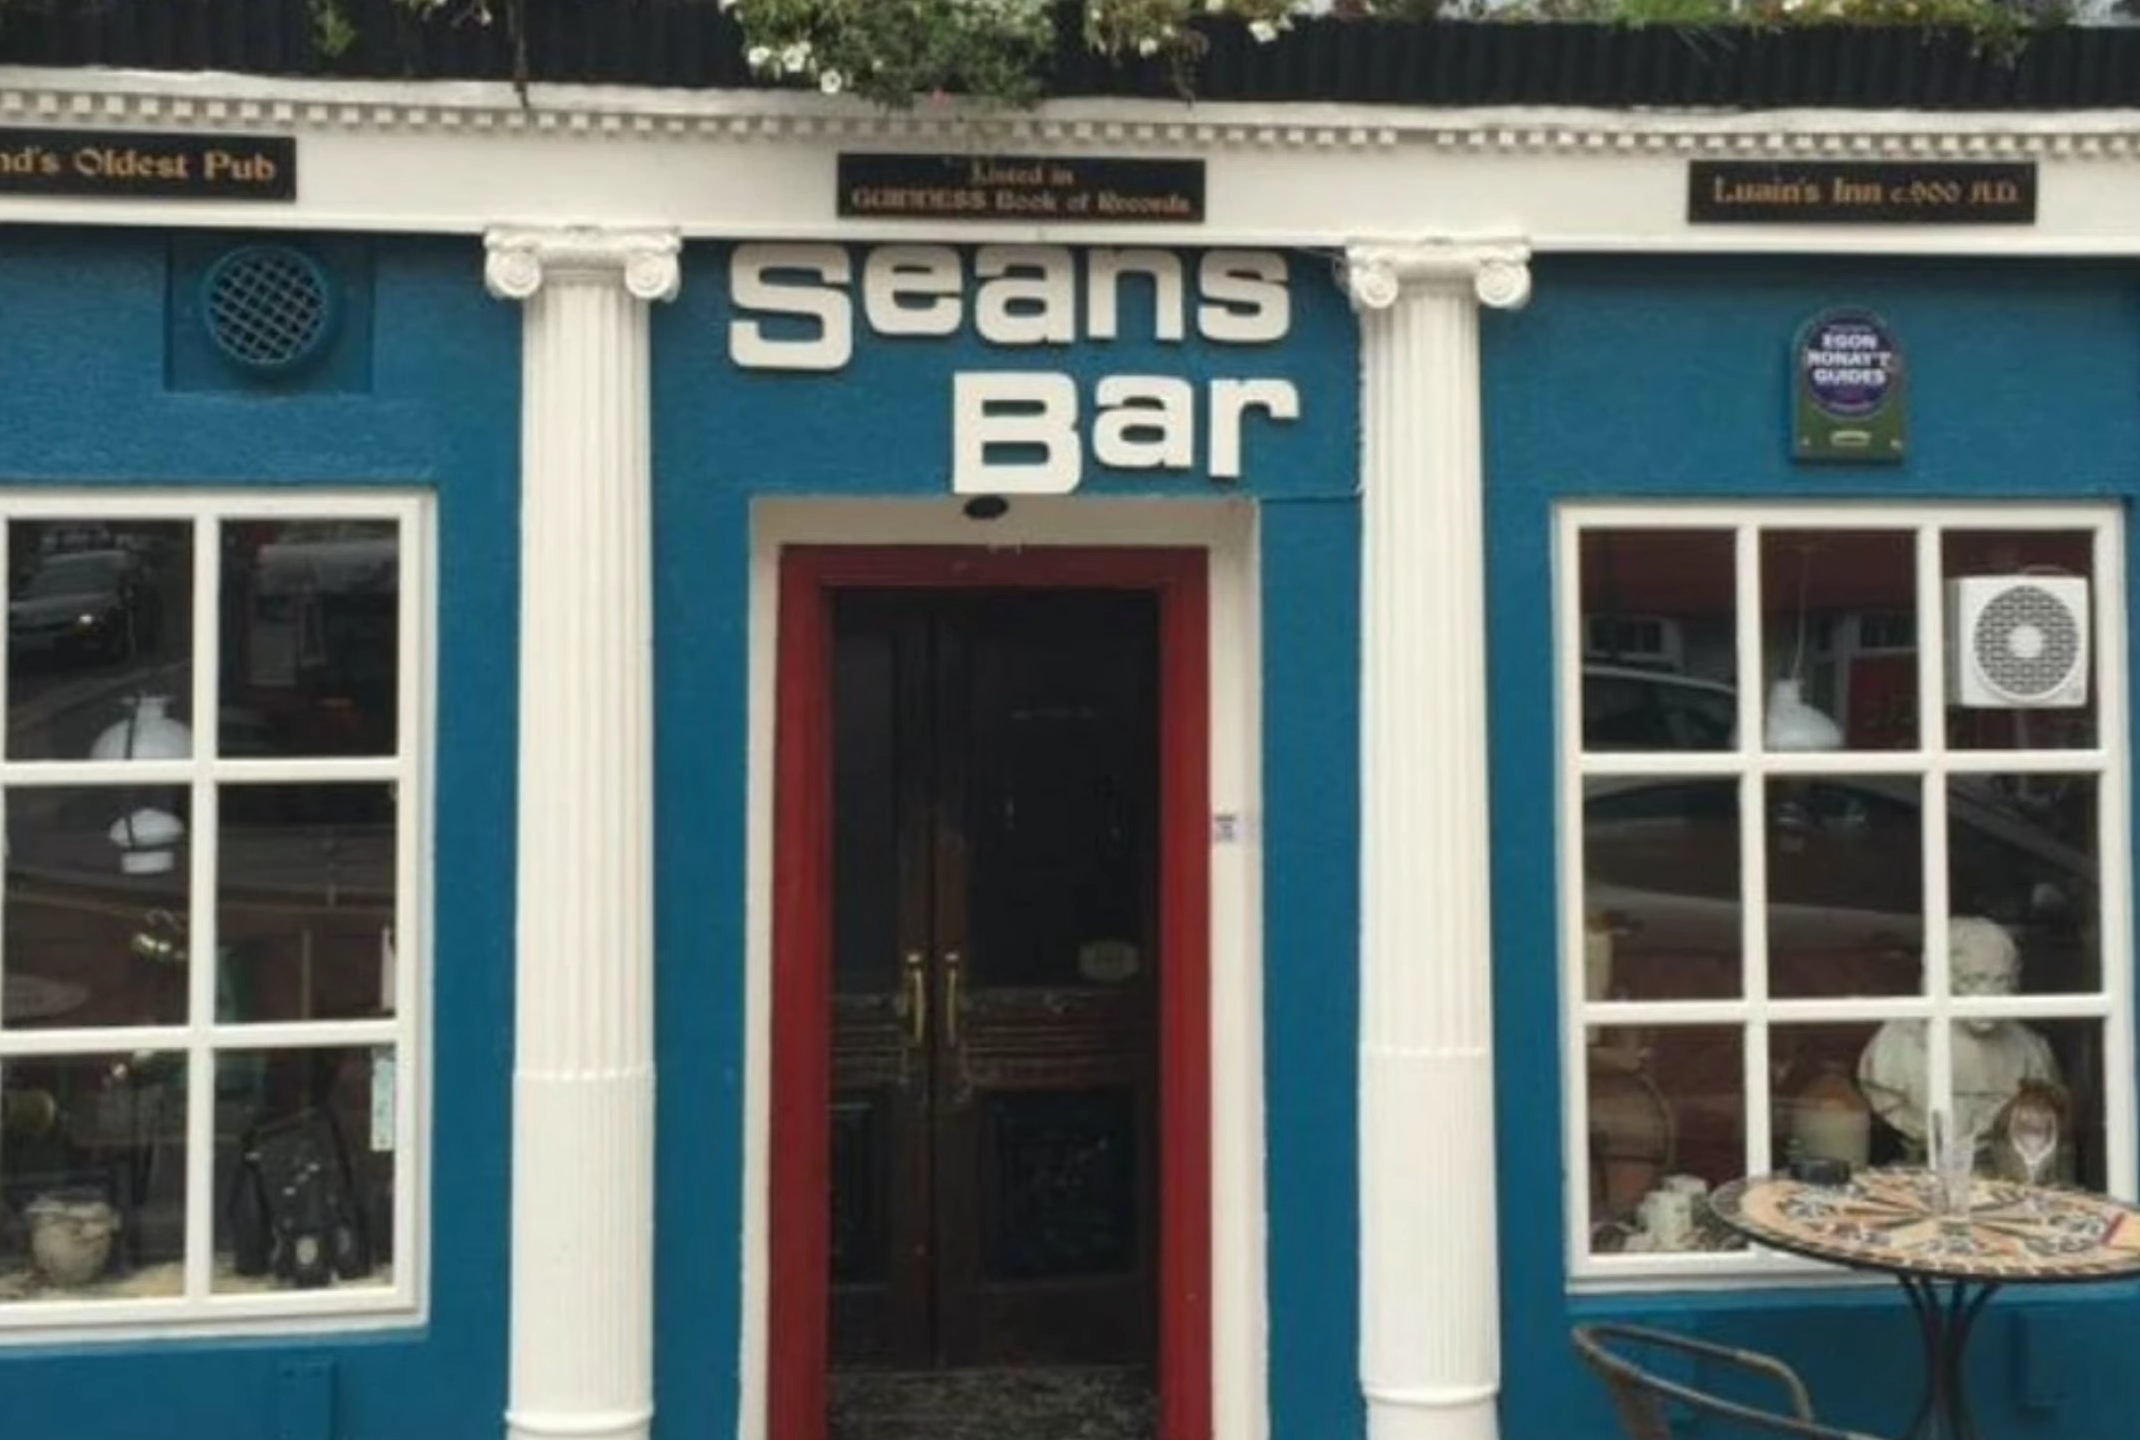 nd's Oldest Pub
Listed in
GUINNESS Book of Records
Luain's Inn c.900 A.D.
Seans
Bar
EGON
RONAY'S
GUIDES